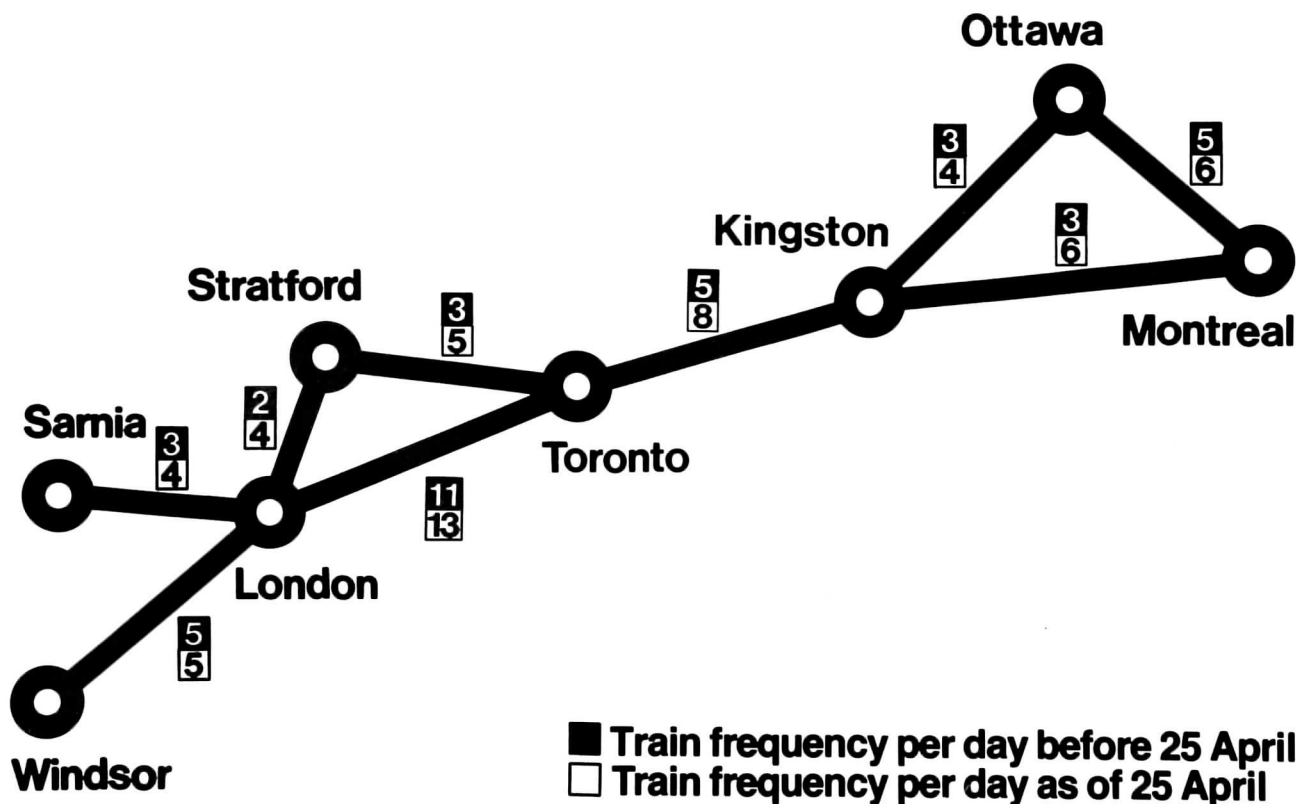 Ottawa
3
4
5
6
Kingston
3
6
Stratford
3
5
5
8
Montreal
Sarnia
3
4
2
4
Toronto
11
13
London
5
5
Windsor
Train frequency per day before 25 April
Train frequency per day as of 25 April